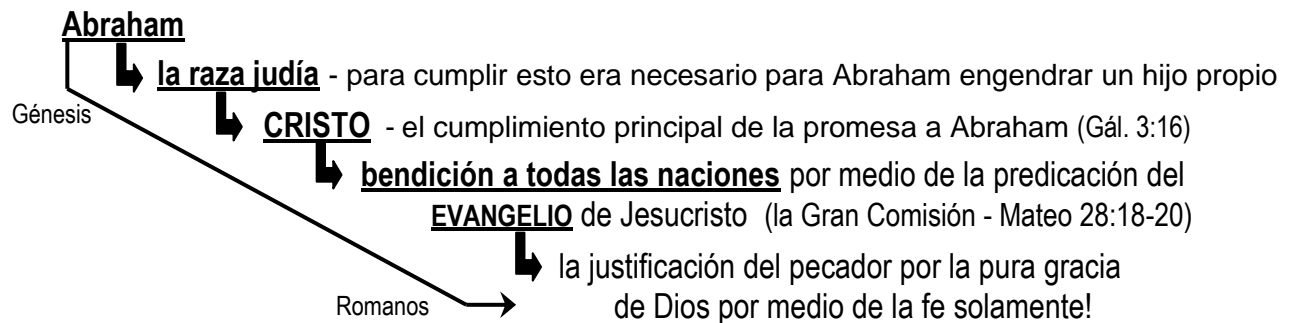 Abraham
la raza judía - para cumplir esto era necesario para Abraham engendrar un hijo propio
Génesis
CRISTO - el cumplimiento principal de la promesa a Abraham (Gál. 3:16)
bendición a todas las naciones por medio de la predicación del
EVANGELIO de Jesucristo (la Gran Comisión - Mateo 28:18-20)
la justificación del pecador por la pura gracia
Romanos
de Dios por medio de la fe solamente!